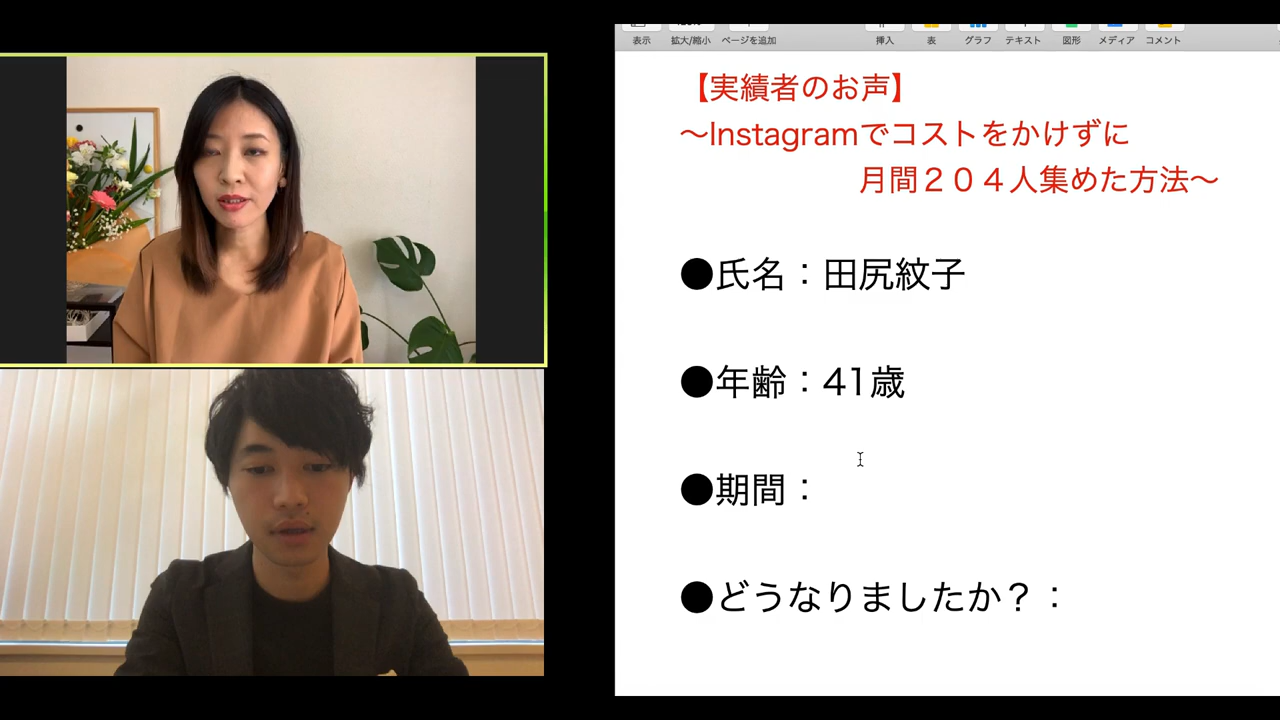 表示
拡大/縮小
ページを追加
挿入
表
グラフ
テキスト
図形
メディア
コメント
【実績者のお声】
〜Instagramでコストをかけずに
月間２０４人集めた方法〜
●氏名：田尻紋子
●年齢：41歳
●期間：
●どうなりましたか？：